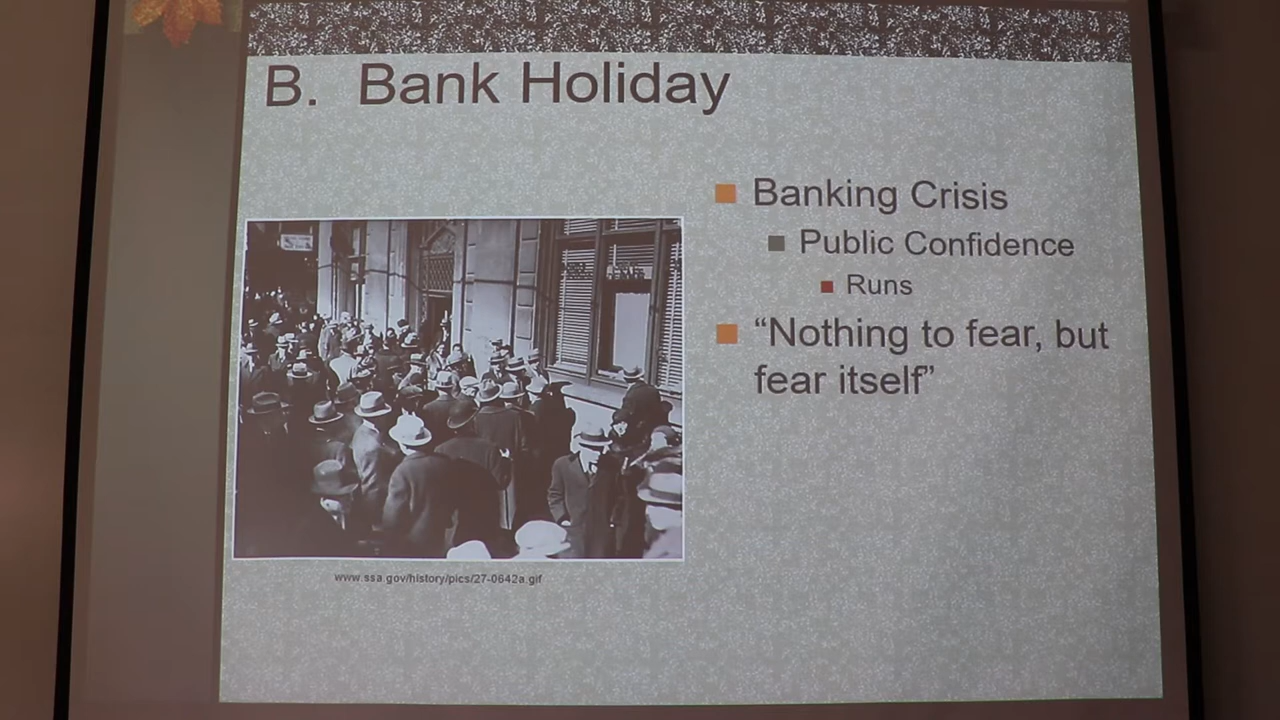 B. Bank Holiday
Banking Crisis
Public Confidence
Runs
“Nothing to fear, but
fear itself”
www.ssa.gov/history/pics/27-0642a.gif